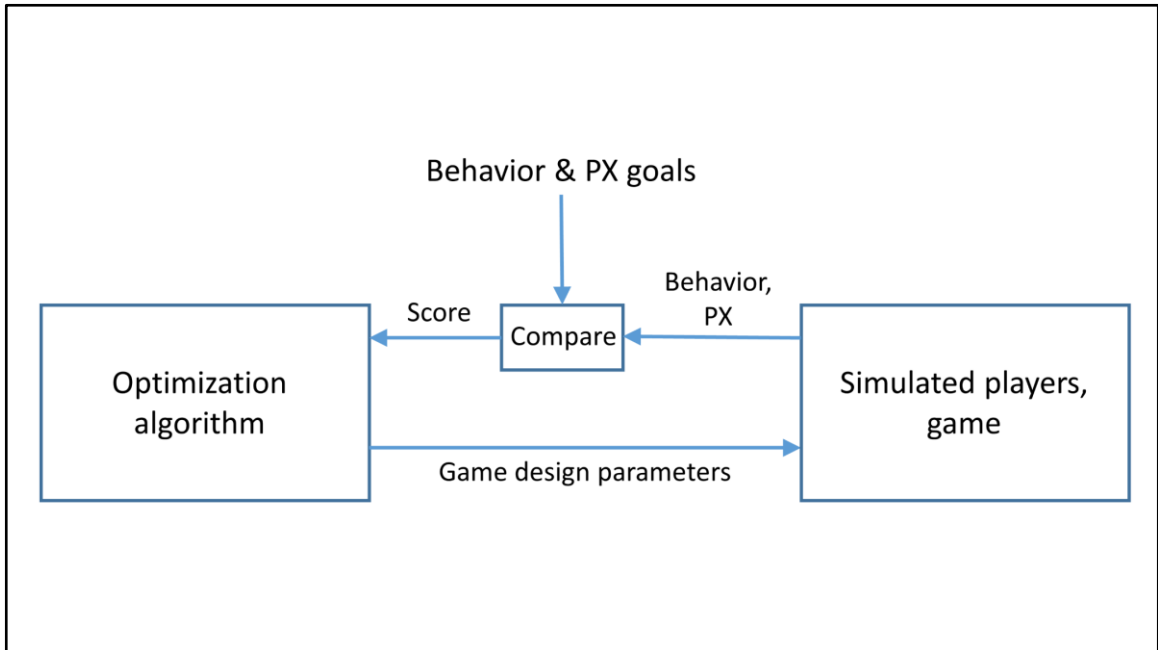 Behavior & PX goals
Behavior,
PX
Score
Compare
Optimization
algorithm
Simulated players,
game
Game design parameters